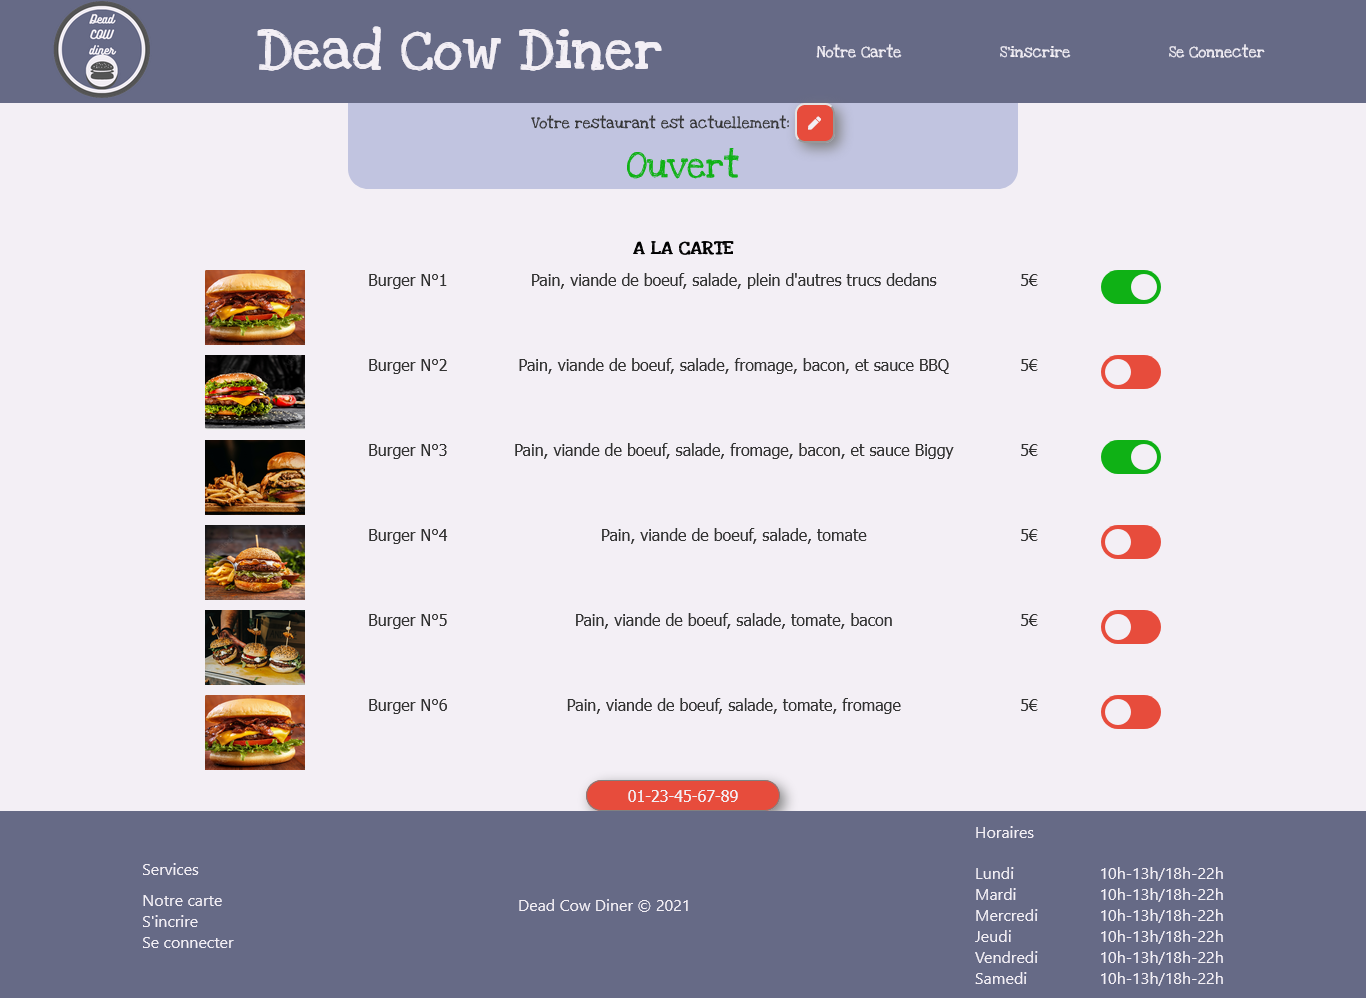 Dead
COW
diner
Dead Cow Diner
Notre Carte
S'inscrire
Se Connecter
Votre restaurant est actuellement:
Ouvert
A LA CARTE
Burger N°1 Pain, viande de boeuf, salade, plein d'autres trucs dedans 5€
Burger N°2 Pain, viande de boeuf, salade, fromage, bacon, et sauce BBQ 5€
Burger N°3 Pain, viande de boeuf, salade, fromage, bacon, et sauce Biggy 5€
Burger N°4 Pain, viande de boeuf, salade, tomate 5€
Burger N°5 Pain, viande de boeuf, salade, tomate, bacon 5€
Burger N°6 Pain, viande de boeuf, salade, tomate, fromage 5€
01-23-45-67-89
Services
Notre carte
S'incrire
Se connecter
Dead Cow Diner © 2021
Horaires
Lundi 10h-13h/18h-22h
Mardi 10h-13h/18h-22h
Mercredi 10h-13h/18h-22h
Jeudi 10h-13h/18h-22h
Vendredi 10h-13h/18h-22h
Samedi 10h-13h/18h-22h